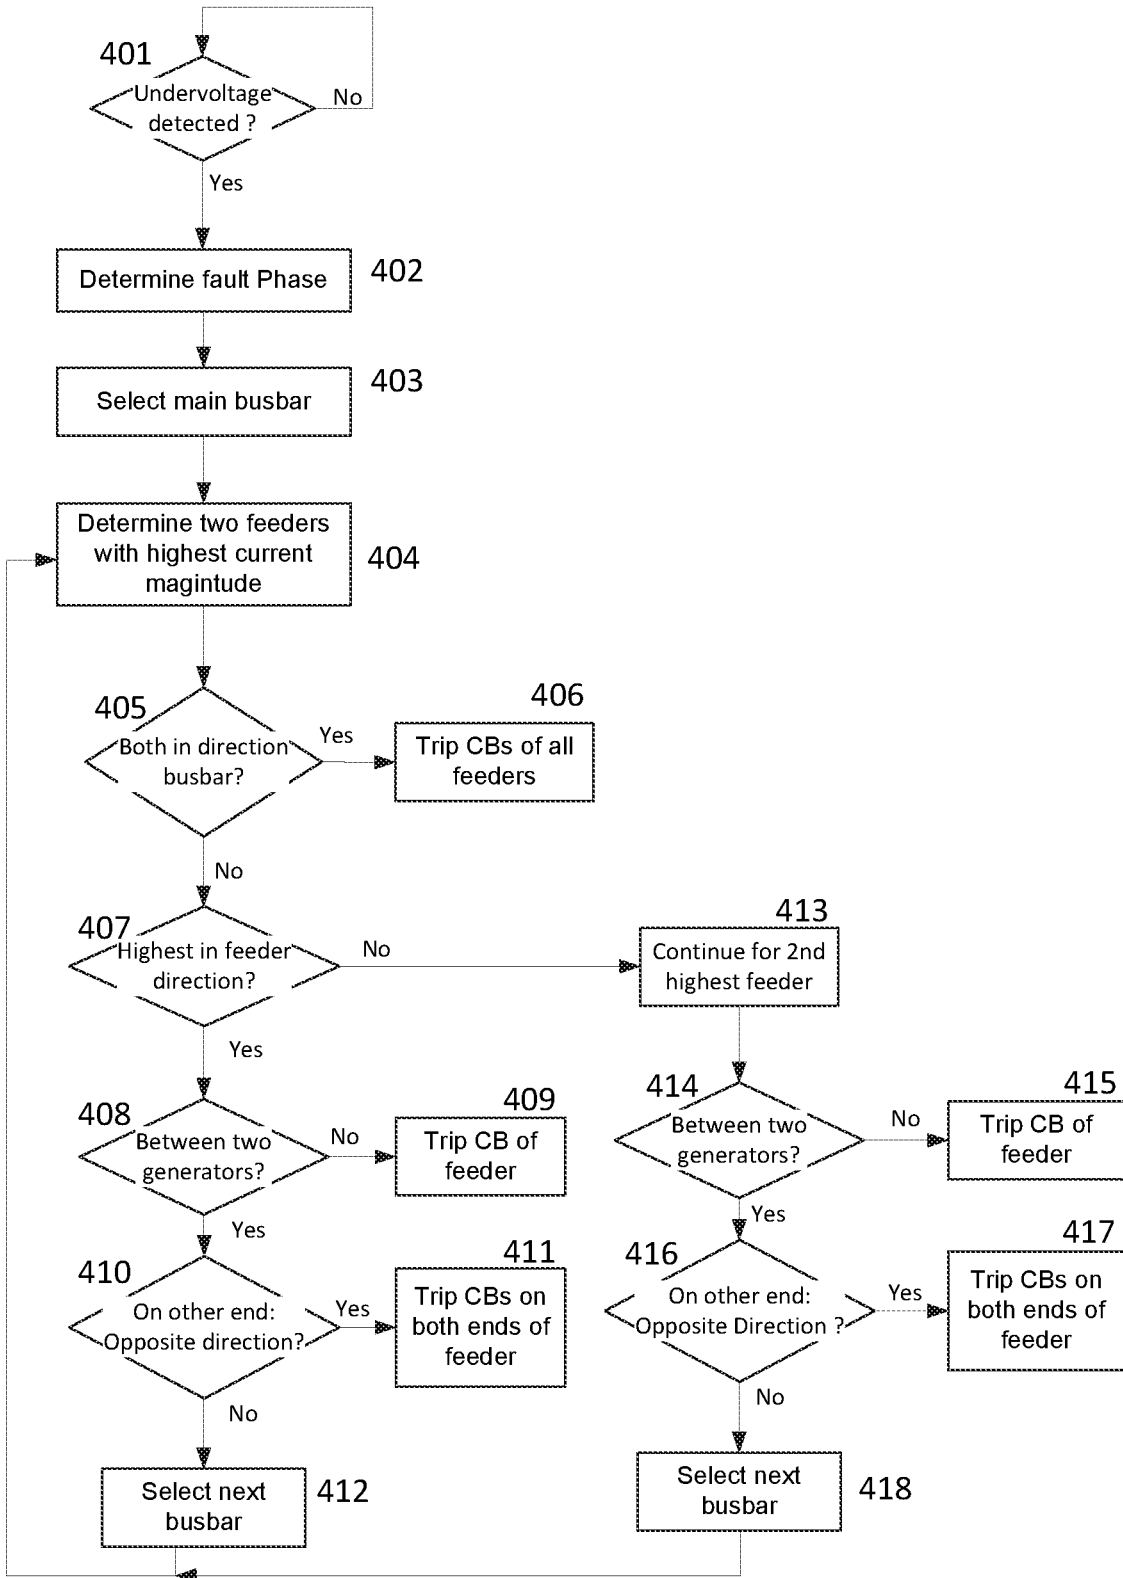 401
Undervoltage
detected ?
No
Yes
Determine fault Phase
402
Select main busbar
403
Determine two feeders
with highest current
magintude
404
405
Both in direction
busbar?
Yes
406
Trip CBs of all
feeders
No
407
Highest in feeder
direction?
No
413
Continue for 2nd
highest feeder
Yes
408
Between two
generators?
No
409
Trip CB of
feeder
414
Between two
generators?
No
415
Trip CB of
feeder
Yes
Yes
410
On other end:
Opposite direction?
Yes
411
Trip CBs on
both ends of
feeder
416
On other end:
Opposite Direction ?
Yes
417
Trip CBs on
both ends of
feeder
No
No
Select next
busbar
412
Select next
busbar
418